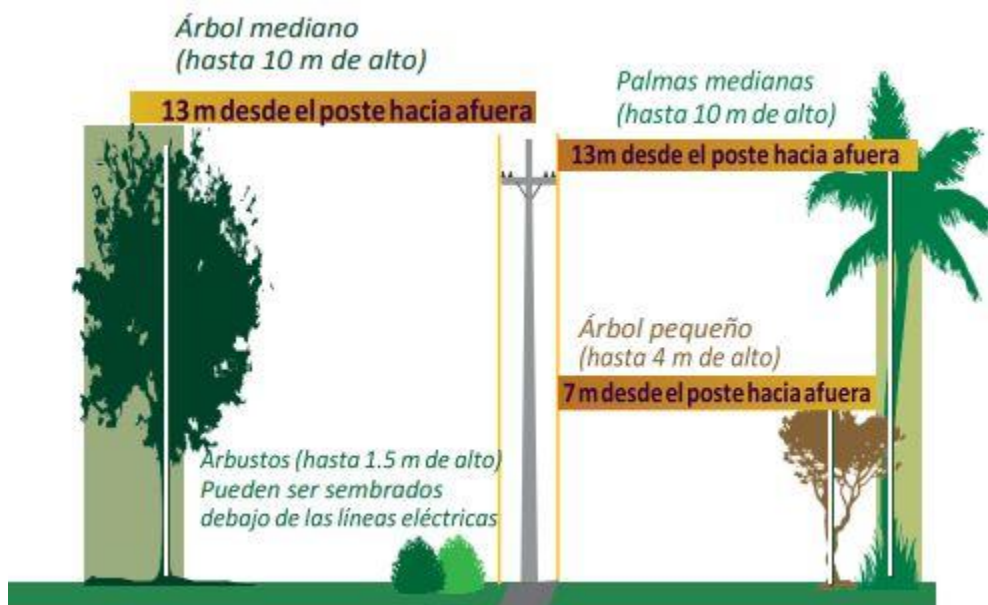 Árbol mediano
(hasta 10 m de alto)
13 m desde el poste hacia afuera
Palmas medianas
(hasta 10 m de alto)
13m desde el poste hacia afuera
Árbol pequeño
(hasta 4 m de alto)
7 m desde el poste hacia afuera
Arbustos (hasta 1.5 m de alto)
Pueden ser sembrados
debajo de las líneas eléctricas